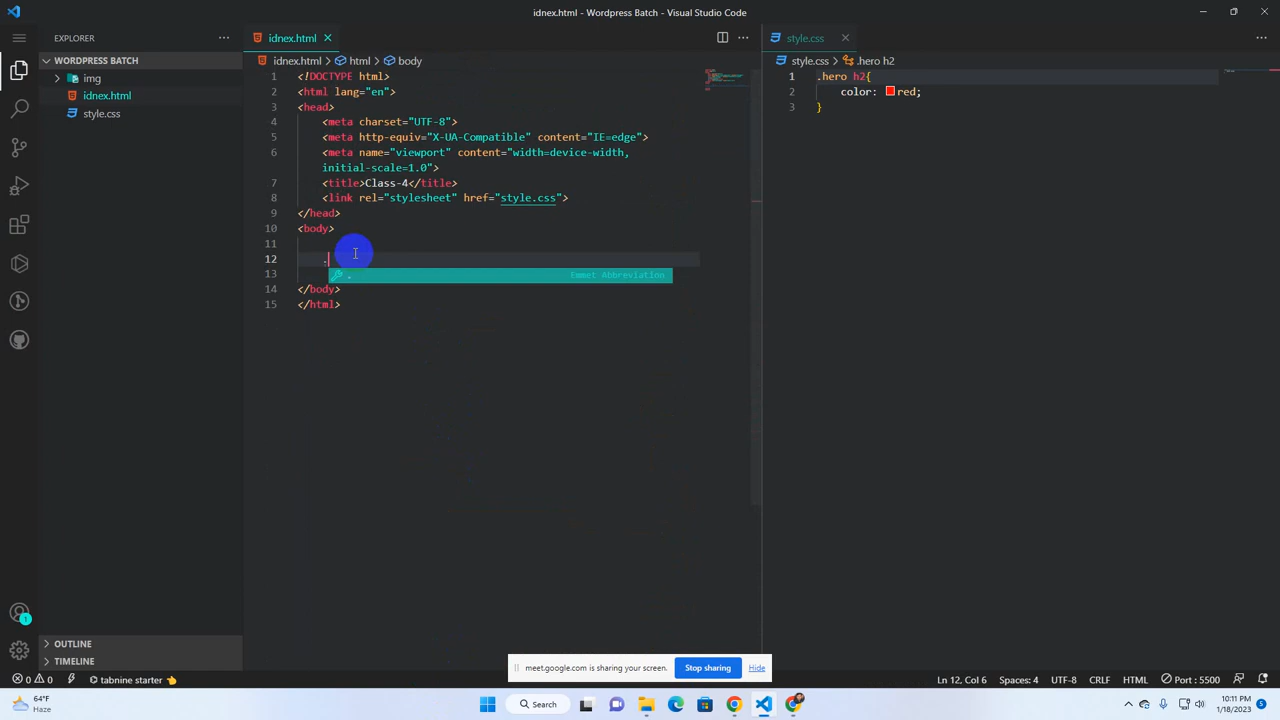 idnex.html - Wordpress Batch - Visual Studio Code
EXPLORER
WORDPRESS BATCH
img
idnex.html
style.css
OUTLINE
TIMELINE
idnex.html
idnex.html > html > body
1 <!DOCTYPE html>
2 <html lang="en">
3 <head>
4 <meta charset="UTF-8">
5 <meta http-equiv="X-UA-Compatible" content="IE=edge">
6 <meta name="viewport" content="width=device-width,
initial-scale=1.0">
7 <title>Class-4</title>
8 <link rel="stylesheet" href="style.css">
9 </head>
10 <body>
11
12 .
. Emmet Abbreviation
13
14 </body>
15 </html>
style.css
style.css > .hero h2
1 .hero h2{
2 color: red;
3 }
meet.google.com is sharing your screen.
Stop sharing
Hide
1
0 0 tabnine starter
Ln 12, Col 6 Spaces: 4 UTF-8 CRLF HTML Port : 5500
64°F
Haze
Search
10:11 PM
1/18/2023